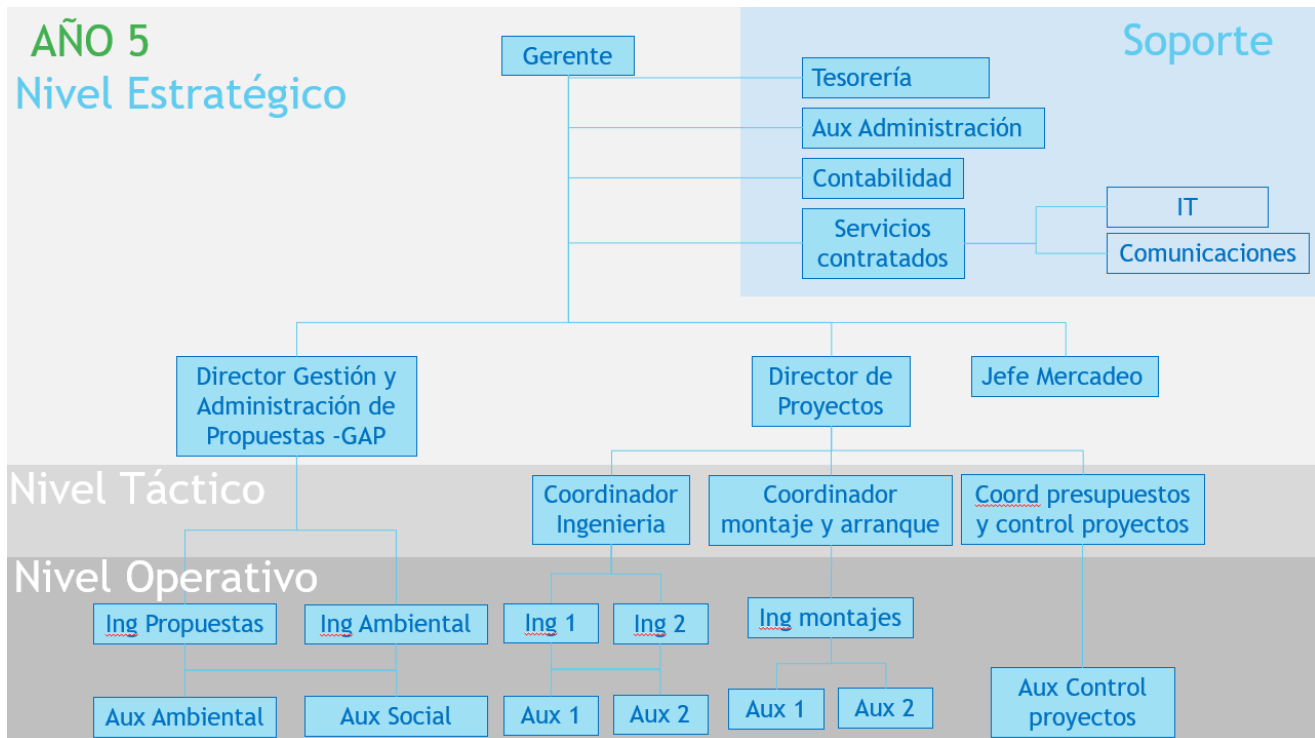 AÑO 5
Nivel Estratégico
Gerente
Soporte
Tesorería
Aux Administración
Contabilidad
Servicios
contratados
IT
Comunicaciones
Director Gestión y
Administración de
Propuestas -GAP
Director de
Proyectos
Jefe Mercadeo
Nivel Táctico
Coordinador
Ingenieria
Coordinador
montaje y arranque
Coord presupuestos
y control proyectos
Nivel Operativo
Ing Propuestas
Ing Ambiental
Ing 1
Ing 2
Ing montajes
Aux Ambiental
Aux Social
Aux 1
Aux 2
Aux 1
Aux 2
Aux Control
proyectos